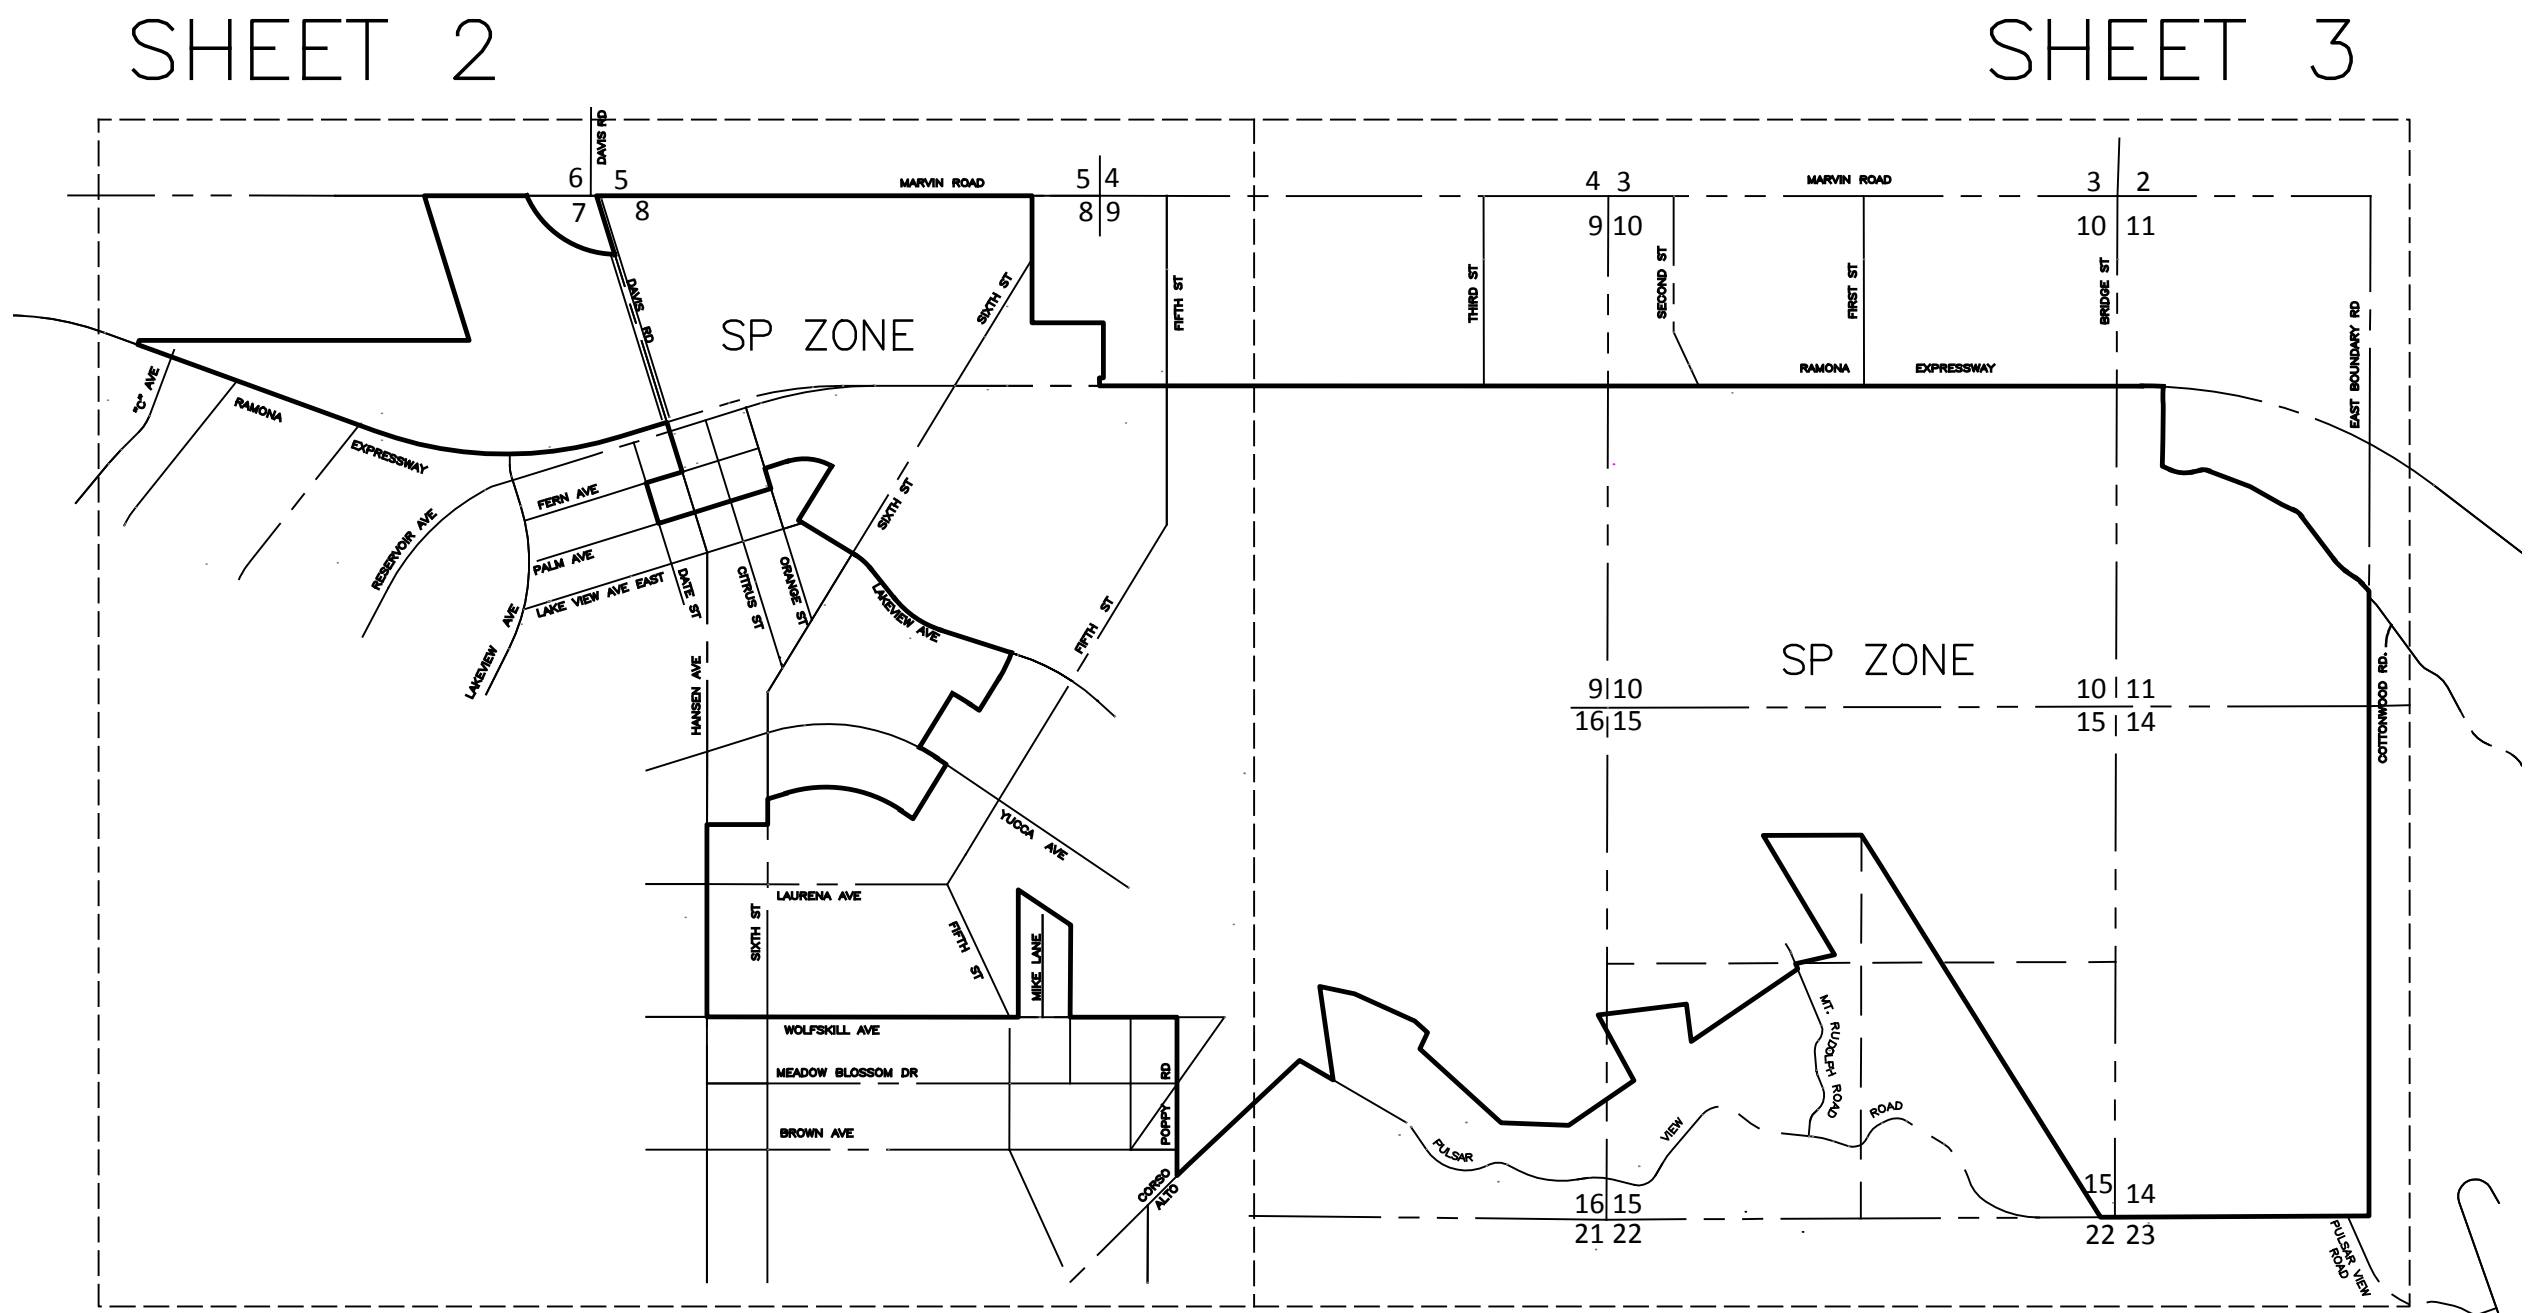 SHEET 2
SHEET 3
DAVIS RD
6
5
7
8
MARVIN ROAD
5
4
8
9
4
3
9
10
MARVIN ROAD
3
2
10
11
FIFTH ST
THIRD ST
SECOND ST
FIRST ST
BRIDGE ST
EAST BOUNDARY RD
SIXTH ST
DAVIS RD
SP ZONE
"C" AVE
RAMONA
EXPRESSWAY
RAMONA EXPRESSWAY
FERN AVE
RESERVOIR AVE
PALM AVE
LAKE VIEW AVE EAST
LAKEVIEW AVE
DATE ST
CITRUS ST
ORANGE ST
SIXTH ST
LAKEVIEW AVE
FIFTH ST
HANSEN AVE
SP ZONE
9
10
16
15
10
11
15
14
COTTONWOOD RD.
YUCCA AVE
LAURENA AVE
SIXTH ST
FIFTH ST
MIKE LANE
WOLFSKILL AVE
MEADOW BLOSSOM DR
BROWN AVE
POPPY RD
CORSO
ALTO
PULSAR VIEW ROAD
MT. RUDOLPH ROAD
16
15
21
22
15
14
22
23
PULSAR VIEW
ROAD